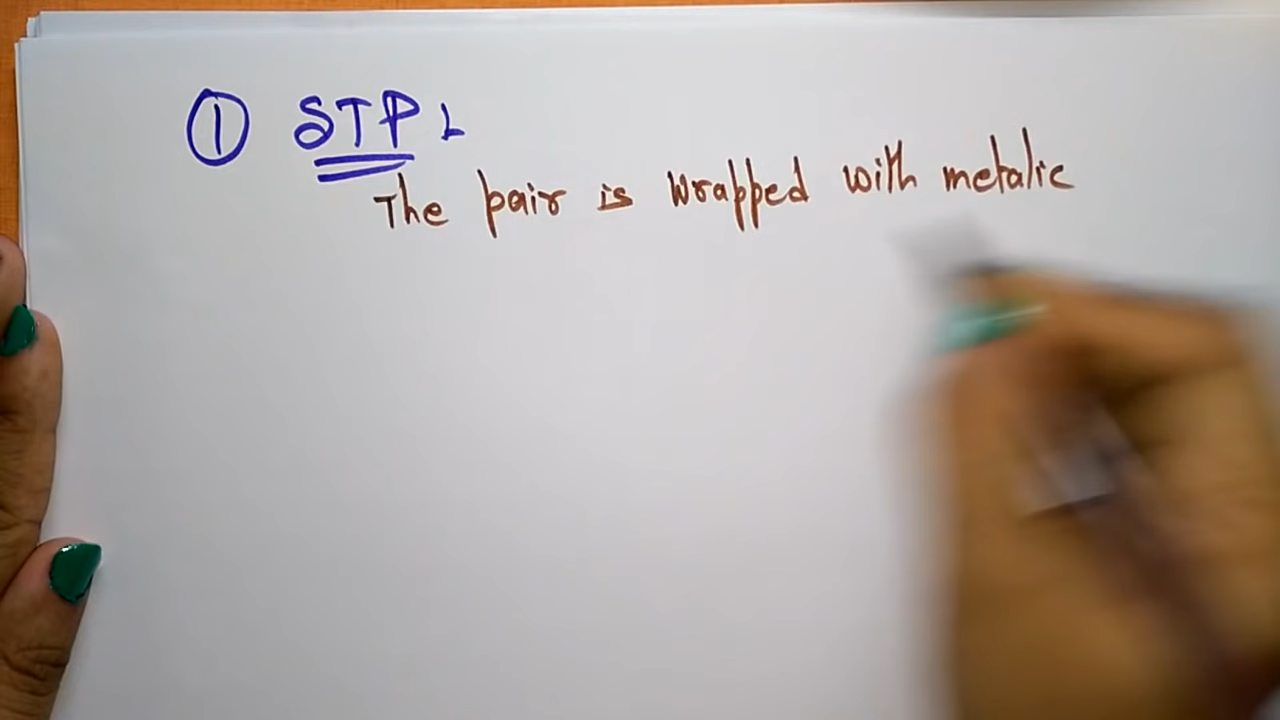 ① STP
The pair is wrapped with metalic